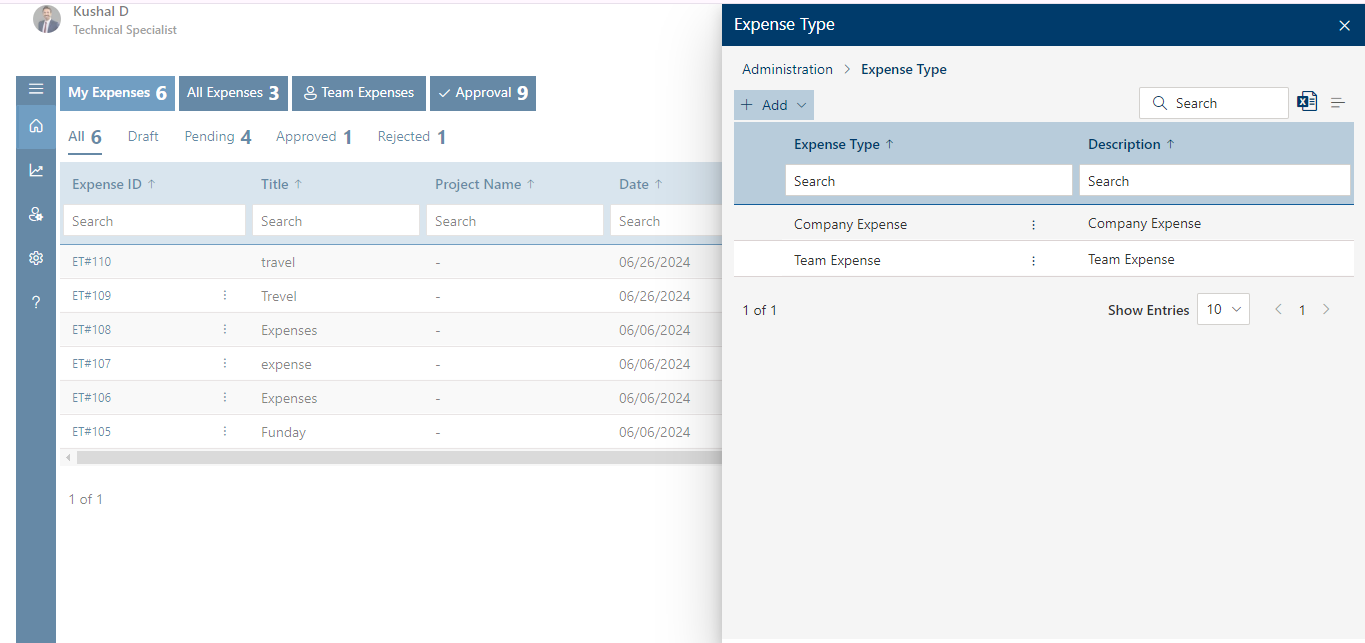 Kushal D
Technical Specialist
My Expenses 6
All Expenses 3
Team Expenses
Approval 9
All 6
Draft
Pending 4
Approved 1
Rejected 1
Expense ID ↑ Title ↑ Project Name ↑ Date ↑
Search Search Search Search
ET#110 travel - 06/26/2024
ET#109 Trevel - 06/26/2024
ET#108 Expenses - 06/06/2024
ET#107 expense - 06/06/2024
ET#106 Expenses - 06/06/2024
ET#105 Funday - 06/06/2024
1 of 1
?
Expense Type
Administration > Expense Type
+ Add
Search
Expense Type ↑ Description ↑
Search Search
Company Expense Company Expense
Team Expense Team Expense
1 of 1 Show Entries 10 < 1 >